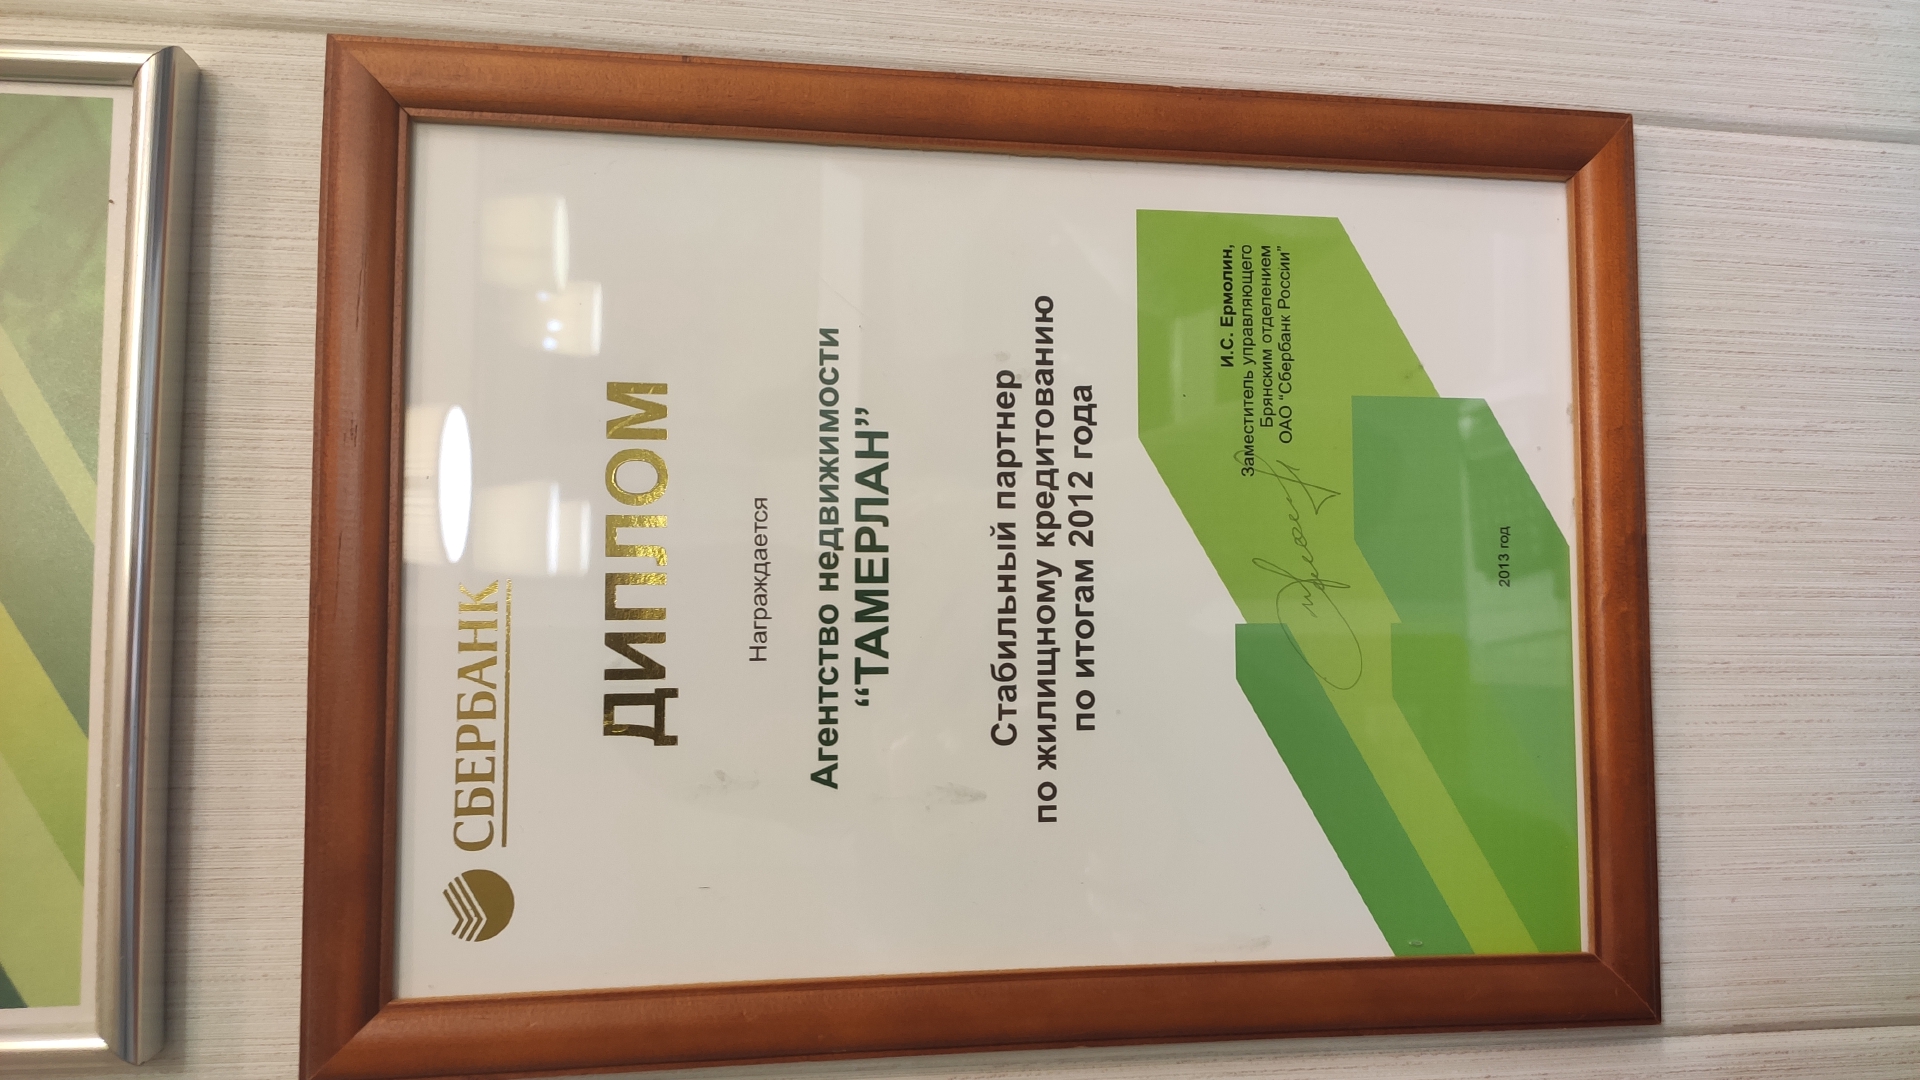 СБЕРБАНК
ДИПЛОМ
Награждается
Агентство недвижимости
“ТАМЕРЛАН”
Стабильный партнер
по жилищному кредитованию
по итогам 2012 года
И.С. Ермолин,
Заместитель управляющего
Брянским отделением
ОАО “Сбербанк России”
2013 год